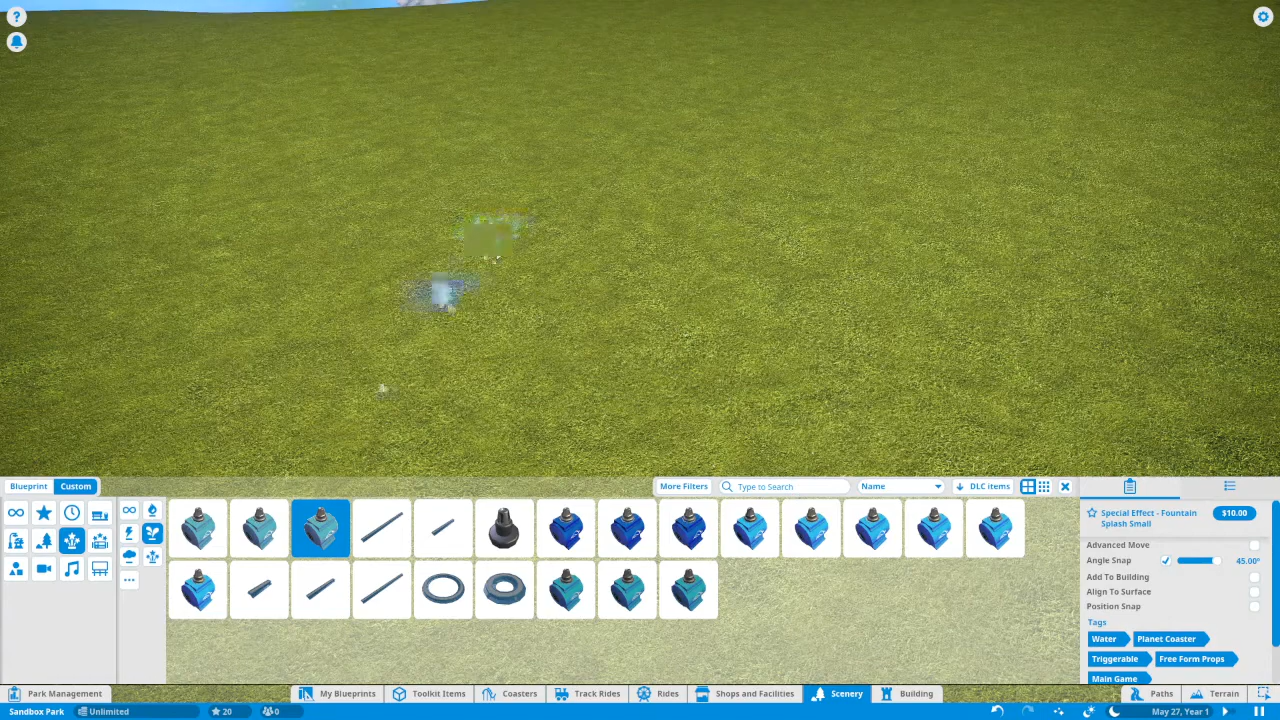 Blueprint
Custom
More Filters
Type to Search
Name
DLC items
Special Effect - Fountain
Splash Small
$10.00
Advanced Move
Angle Snap
45.00°
Add To Building
Align To Surface
Position Snap
Tags
Water
Planet Coaster
Triggerable
Free Form Props
Main Game
Park Management
My Blueprints
Toolkit Items
Coasters
Track Rides
Rides
Shops and Facilities
Scenery
Building
Paths
Terrain
Sandbox Park
Unlimited
20
0
May 27, Year 1